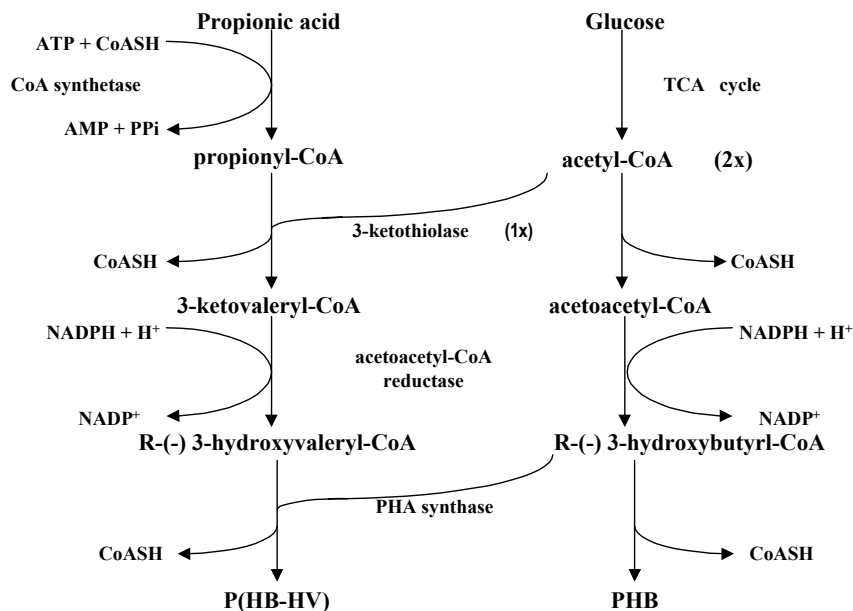 Propionic acid Glucose
ATP + CoASH
CoA synthetase TCA cycle
AMP + PPi
propionyl-CoA acetyl-CoA (2x)
3-ketothiolase (1x)
CoASH CoASH
3-ketovaleryl-CoA acetoacetyl-CoA
NADPH + H+ NADPH + H+
acetoacetyl-CoA
reductase
NADP+ NADP+
R-(-) 3-hydroxyvaleryl-CoA R-(-) 3-hydroxybutyrl-CoA
PHA synthase
CoASH CoASH
P(HB-HV) PHB